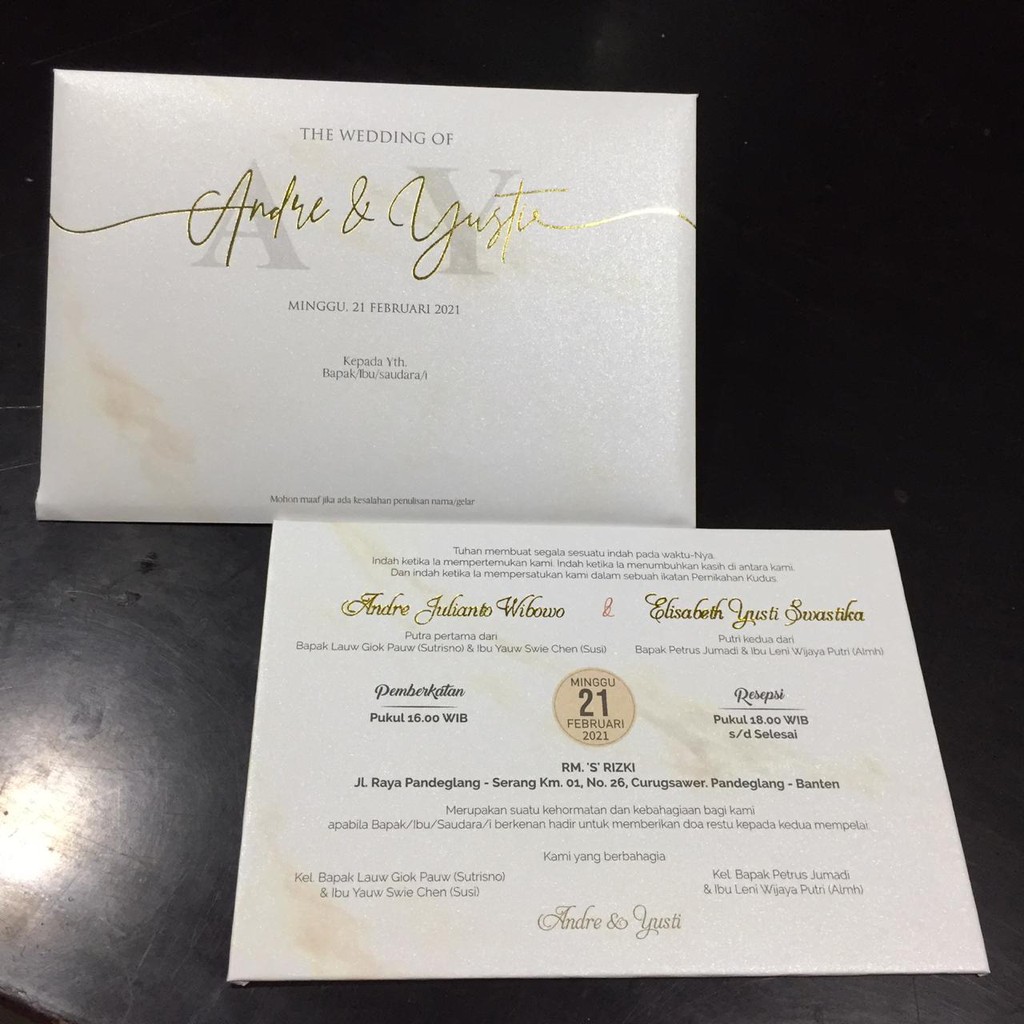 THE WEDDING OF
A Y
Andre & Yustie
MINGGU, 21 FEBRUARI 2021
Kepada Yth.
Bapak/Ibu/saudara/i
Mohon maaf jika ada kesalahan penulisan nama/gelar
Tuhan membuat segala sesuatu indah pada waktu-Nya.
Indah ketika Ia mempertemukan kami. Indah ketika Ia menumbuhkan kasih di antara kami.
Dan indah ketika Ia mempersatukan kami dalam sebuah ikatan Pernikahan Kudus.
Andre Julianto Wibowo & Elisabeth Yusti Swastika
Putra pertama dari
Bapak Lauw Giok Pauw (Sutrisno) & Ibu Yauw Swie Chen (Susi)
Putri kedua dari
Bapak Petrus Jumadi & Ibu Leni Wijaya Putri (Almh)
Pemberkatan
Pukul 16.00 WIB
MINGGU
21
FEBRUARI
2021
Resepsi
Pukul 18.00 WIB
s/d Selesai
RM. 'S' RIZKI
Jl. Raya Pandeglang - Serang Km. 01, No. 26, Curugsawer. Pandeglang - Banten
Merupakan suatu kehormatan dan kebahagiaan bagi kami
apabila Bapak/Ibu/Saudara/i berkenan hadir untuk memberikan doa restu kepada kedua mempelai.
Kami yang berbahagia
Kel. Bapak Lauw Giok Pauw (Sutrisno)
& Ibu Yauw Swie Chen (Susi)
Kel. Bapak Petrus Jumadi
& Ibu Leni Wijaya Putri (Almh)
Andre & Yusti